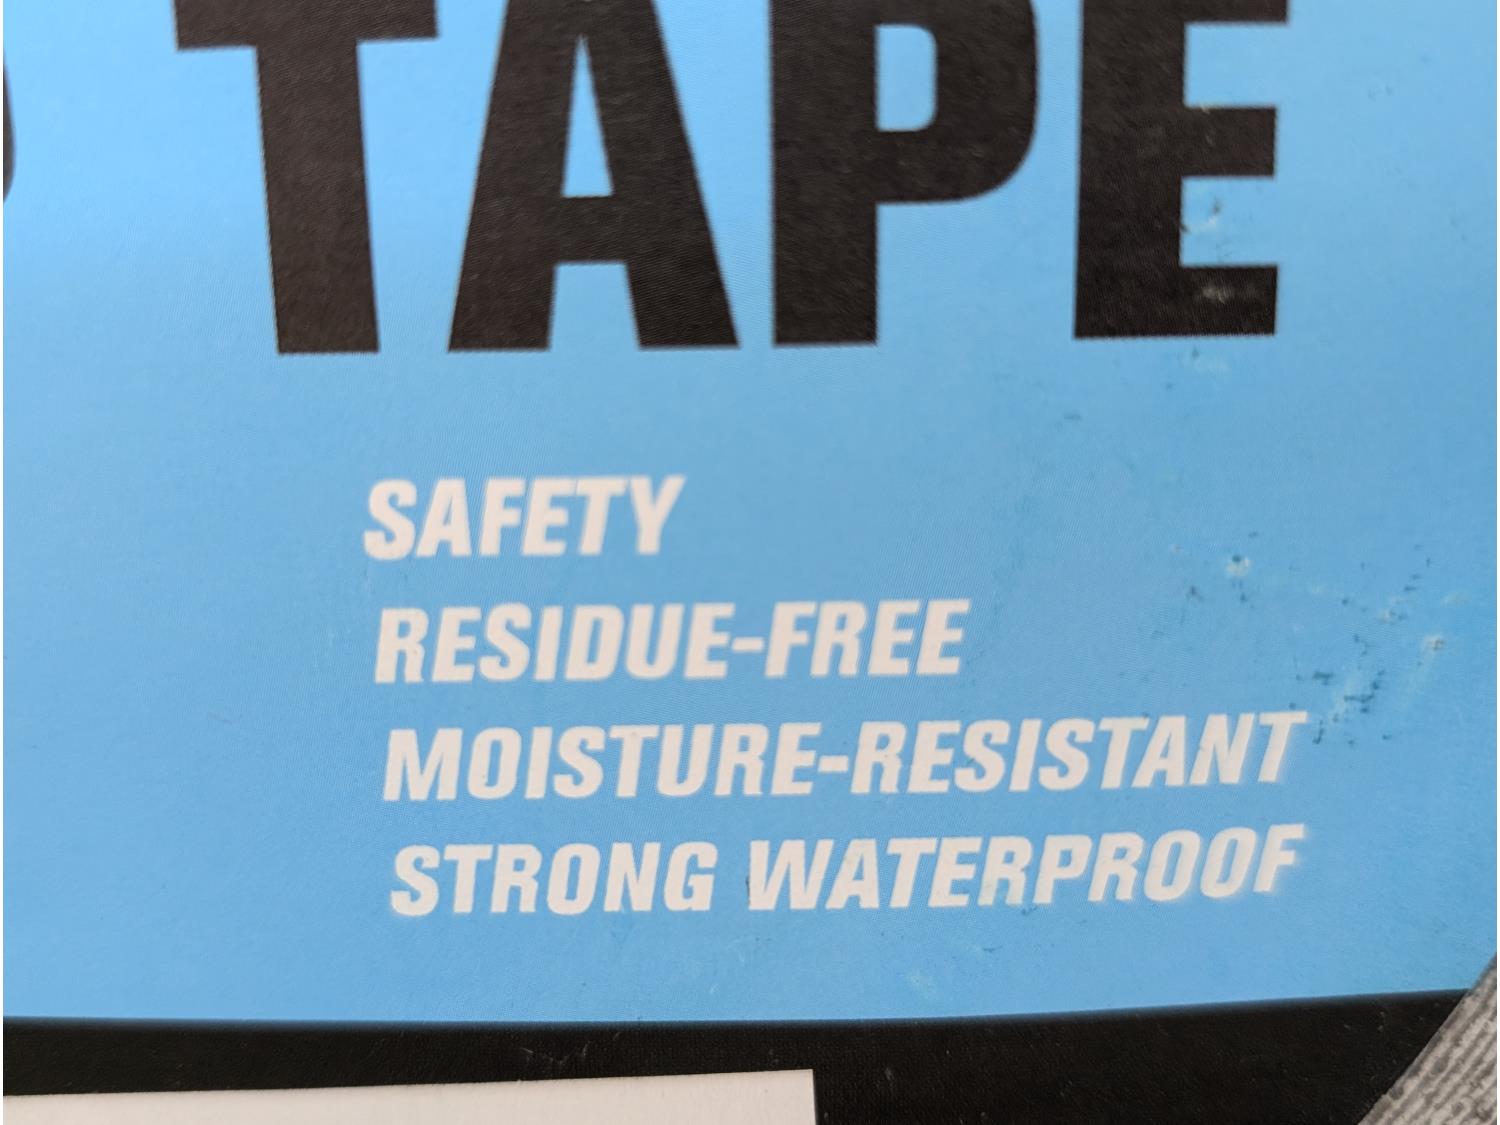 TAPE
SAFETY
RESIDUE-FREE
MOISTURE-RESISTANT
STRONG WATERPROOF